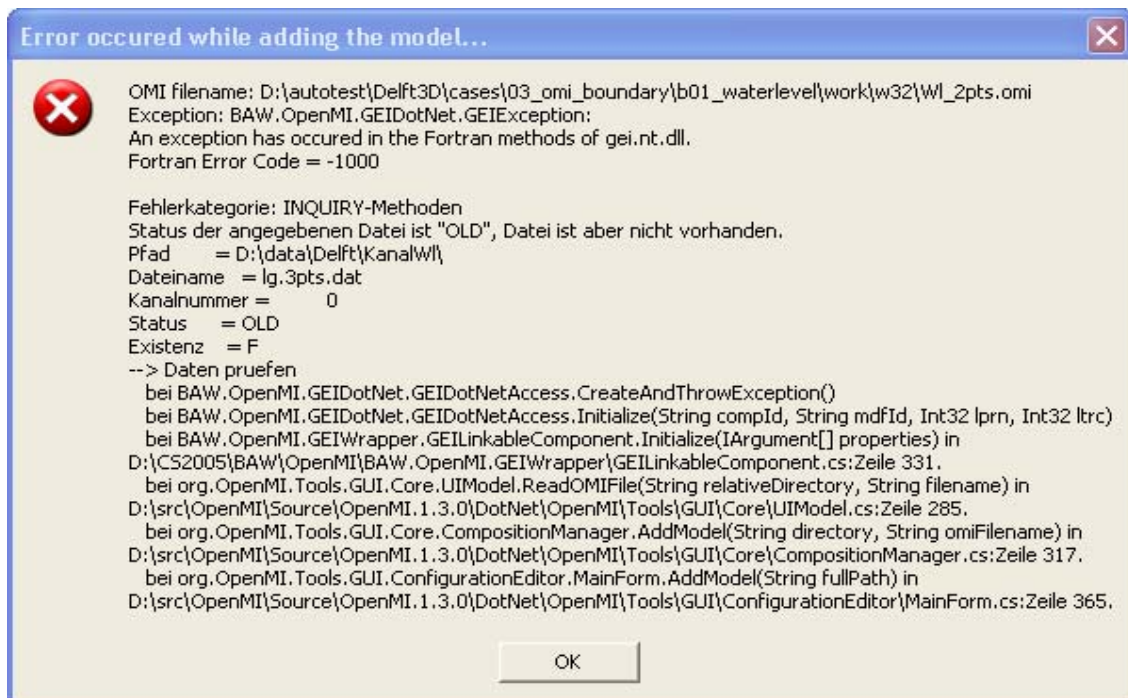 Error occured while adding the model...
OMI filename: D:\autotest\Delft3D\cases\03_omi_boundary\b01_waterlevel\work\w32\Wl_2pts.omi
Exception: BAW.OpenMI.GEIDotNet.GEIException:
An exception has occured in the Fortran methods of gei.nt.dll.
Fortran Error Code = -1000
Fehlerkategorie: INQUIRY-Methoden
Status der angegebenen Datei ist "OLD", Datei ist aber nicht vorhanden.
Pfad = D:\data\Delft\KanalWl\
Dateiname = lg.3pts.dat
Kanalnummer = 0
Status = OLD
Existenz = F
--> Daten pruefen
bei BAW.OpenMI.GEIDotNet.GEIDotNetAccess.CreateAndThrowException()
bei BAW.OpenMI.GEIDotNet.GEIDotNetAccess.Initialize(String compId, String mdfId, Int32 lprn, Int32 ltrc)
bei BAW.OpenMI.GEIWrapper.GEILinkableComponent.Initialize(IArgument[] properties) in
D:\CS2005\BAW\OpenMI\BAW.OpenMI.GEIWrapper\GEILinkableComponent.cs:Zeile 331.
bei org.OpenMI.Tools.GUI.Core.UIModel.ReadOMIFile(String relativeDirectory, String filename) in
D:\src\OpenMI\Source\OpenMI.1.3.0\DotNet\OpenMI\Tools\GUI\Core\UIModel.cs:Zeile 285.
bei org.OpenMI.Tools.GUI.Core.CompositionManager.AddModel(String directory, String omiFilename) in
D:\src\OpenMI\Source\OpenMI.1.3.0\DotNet\OpenMI\Tools\GUI\Core\CompositionManager.cs:Zeile 317.
bei org.OpenMI.Tools.GUI.ConfigurationEditor.MainForm.AddModel(String fullPath) in
D:\src\OpenMI\Source\OpenMI.1.3.0\DotNet\OpenMI\Tools\GUI\ConfigurationEditor\MainForm.cs:Zeile 365.
OK